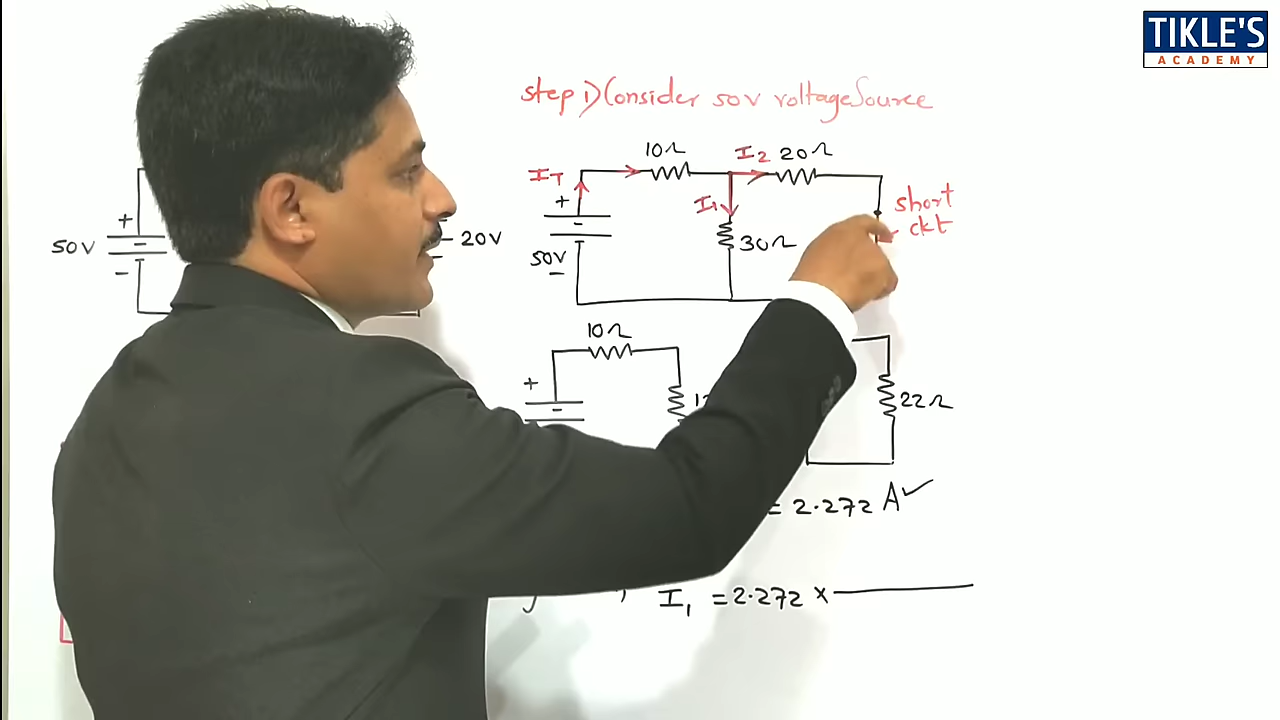 TIKLE'S
ACADEMY
step 1) Consider 50V voltage Source
10Ω
I2 20Ω
IT
+
-
50V
-
I1
30Ω
short
ckt
+
-
50V
-
20V
10Ω
+
-
22Ω
= 2.272 A✓
I1 = 2.272 ×